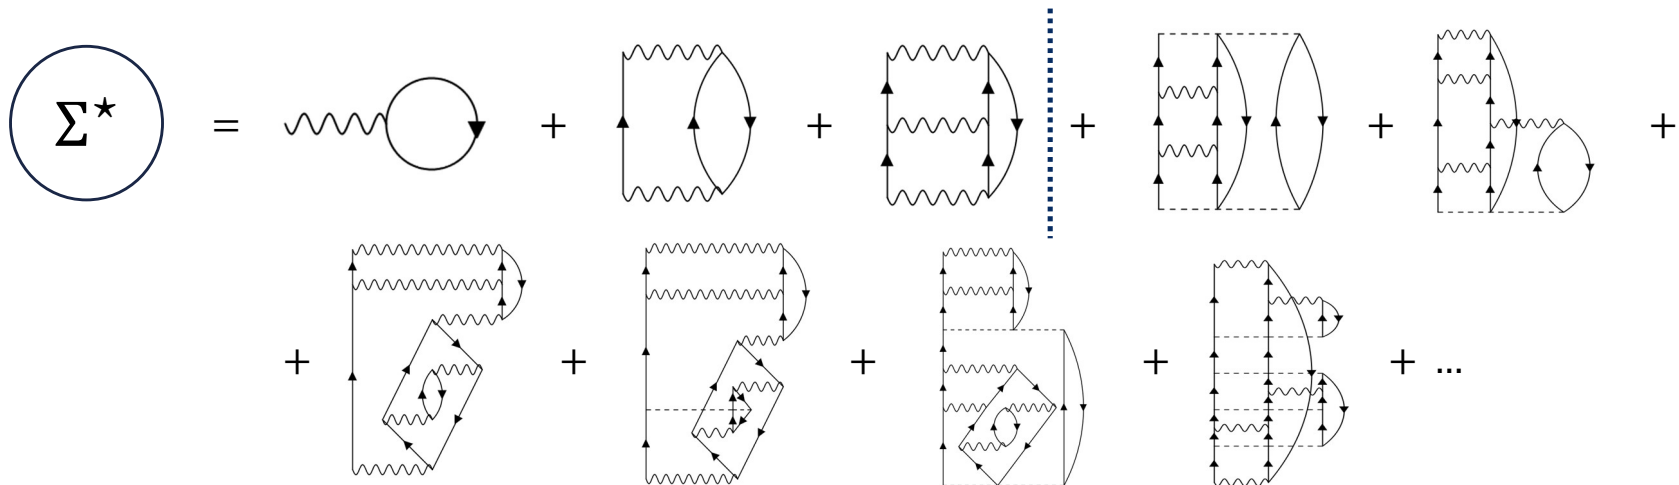 Σ* = + + + + +
+ + + + + ...